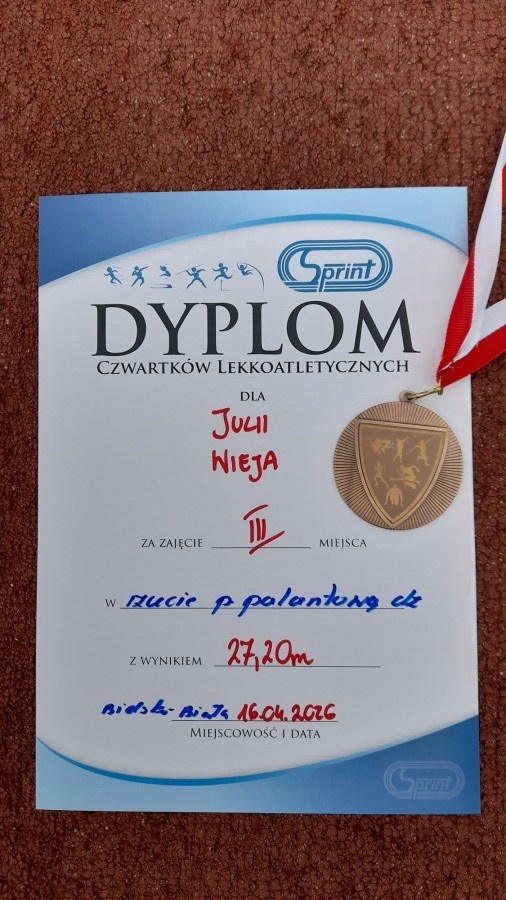 Sprint
DYPLOM
CZWARTKÓW LEKKOATLETYCZNYCH
DLA
JULII
WIEJA
ZA ZAJĘCIE III MIEJSCA
W rzucie p palantową dz
Z WYNIKIEM 27,20m
Bielsko-Biała 16.04.2026
MIEJSCOWOŚĆ I DATA
Sprint